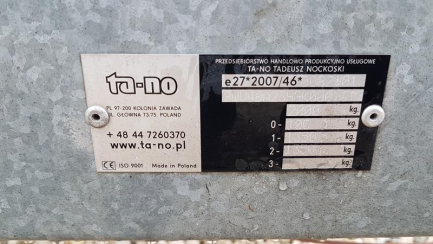 ta-no
PL 97-200 KOLONIA ZAWADA
UL. GŁÓWNA 73/75, POLAND
+ 48 44 7260370
www.ta-no.pl
CE ISO 9001 Made in Poland
PRZEDSIĘBIORSTWO HANDLOWO PRODUKCYJNO USŁUGOWE
TA-NO TADEUSZ NOCKOSKI
e27*2007/46*
kg.
0- kg.
1- kg.
2- kg.
3- kg.